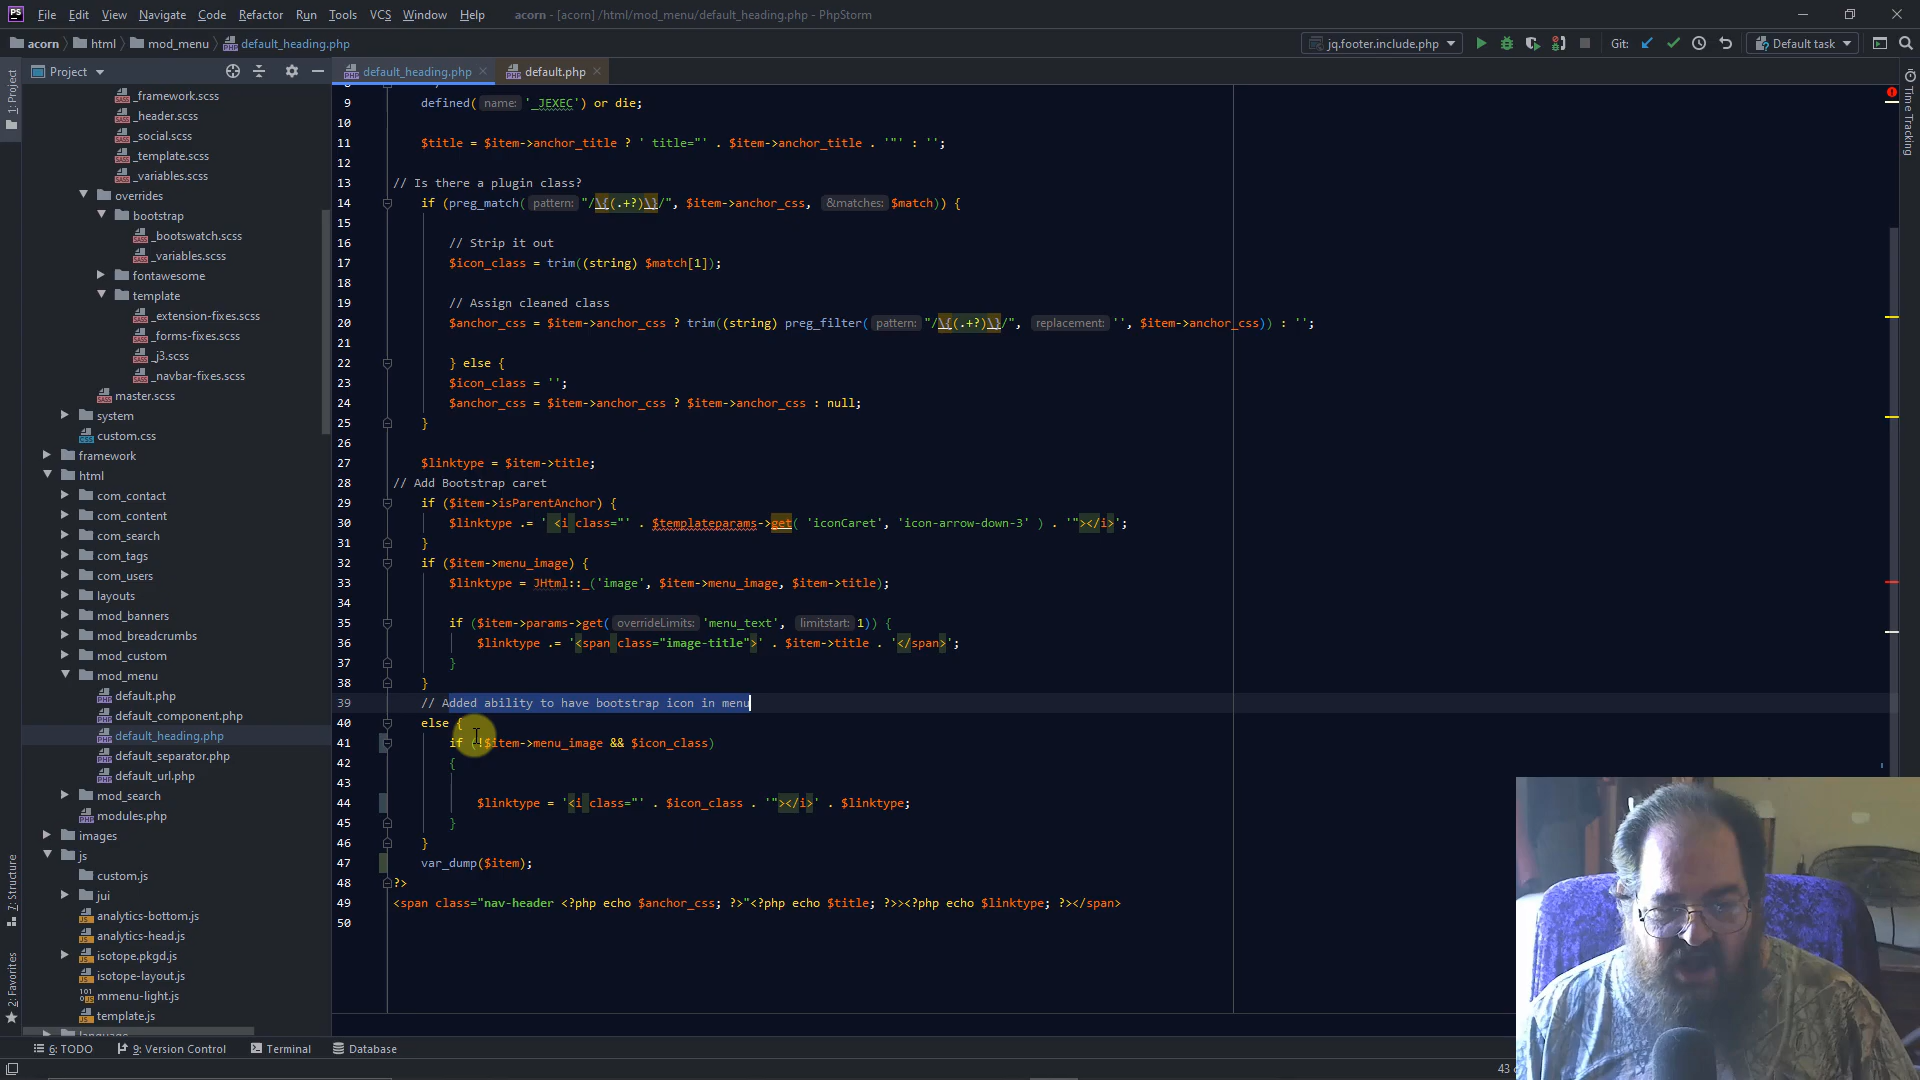 PS File Edit View Navigate Code Refactor Run Tools VCS Window Help acorn - [acorn] /html/mod_menu/default_heading.php - PhpStorm
acorn html mod_menu default_heading.php jq.footer.include.php Git: Default task
Project default_heading.php default.php
1: Project
Time Tracking
7: Structure
2: Favorites
_framework.scss
_header.scss
_social.scss
_template.scss
_variables.scss
overrides
bootstrap
_bootswatch.scss
_variables.scss
fontawesome
template
_extension-fixes.scss
_forms-fixes.scss
_j3.scss
_navbar-fixes.scss
master.scss
system
custom.css
framework
html
com_contact
com_content
com_search
com_tags
com_users
layouts
mod_banners
mod_breadcrumbs
mod_custom
mod_menu
default.php
default_component.php
default_heading.php
default_separator.php
default_url.php
mod_search
modules.php
images
js
custom.js
jui
analytics-bottom.js
analytics-head.js
isotope.pkgd.js
isotope-layout.js
mmenu-light.js
template.js
language
9 defined( name: '_JEXEC') or die;
10
11 $title = $item->anchor_title ? ' title="' . $item->anchor_title . '"' : '';
12
13 // Is there a plugin class?
14 if (preg_match( pattern: "/\{(.+?)\}/", $item->anchor_css, &matches: $match)) {
15
16 // Strip it out
17 $icon_class = trim((string) $match[1]);
18
19 // Assign cleaned class
20 $anchor_css = $item->anchor_css ? trim((string) preg_filter( pattern: "/\{(.+?)\}/", replacement: '', $item->anchor_css)) : '';
21
22 } else {
23 $icon_class = '';
24 $anchor_css = $item->anchor_css ? $item->anchor_css : null;
25 }
26
27 $linktype = $item->title;
28 // Add Bootstrap caret
29 if ($item->isParentAnchor) {
30 $linktype .= ' <i class="' . $templateparams->get( 'iconCaret', 'icon-arrow-down-3' ) . '"></i>';
31 }
32 if ($item->menu_image) {
33 $linktype = JHtml::_('image', $item->menu_image, $item->title);
34
35 if ($item->params->get( overrideLimits: 'menu_text', limitstart: 1)) {
36 $linktype .= '<span class="image-title">' . $item->title . '</span>';
37 }
38 }
39 // Added ability to have bootstrap icon in menu
40 else {
41 if (!$item->menu_image && $icon_class)
42 {
43
44 $linktype = '<i class="' . $icon_class . '"></i>' . $linktype;
45 }
46 }
47 var_dump($item);
48 ?>
49 <span class="nav-header <?php echo $anchor_css; ?>"<?php echo $title; ?>><?php echo $linktype; ?></span>
50
6: TODO 9: Version Control Terminal Database
43